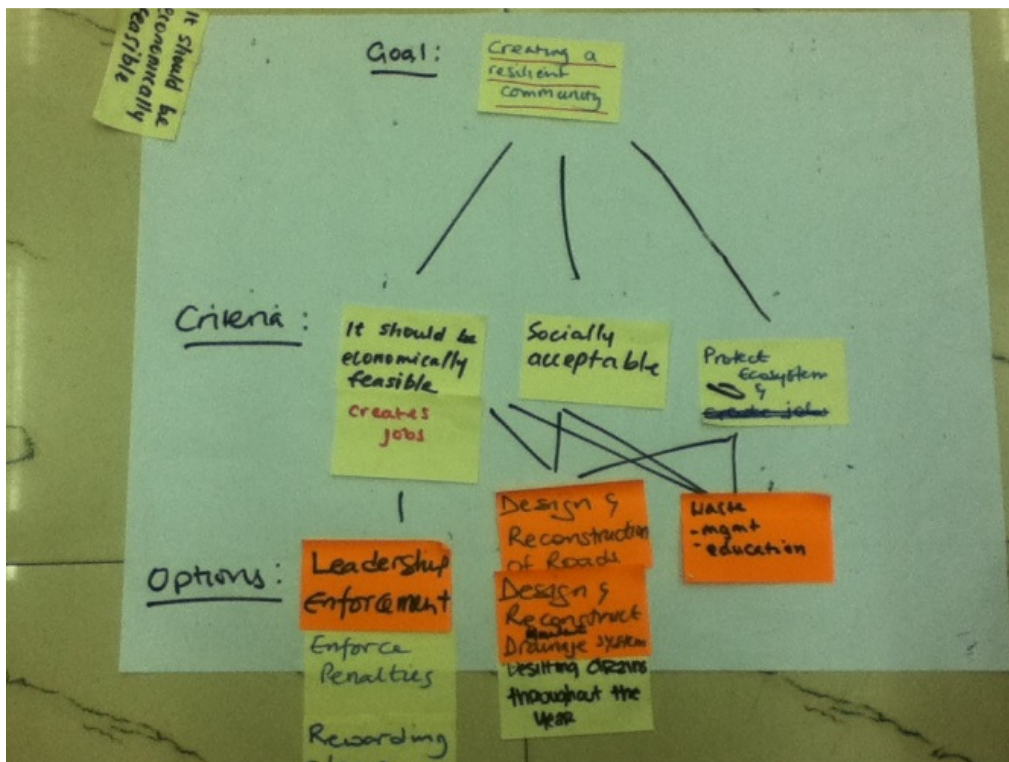 It should be
economically
feasible
Goal:
Creating a
resilient
community
Criteria:
It should be
economically
feasible
creates
jobs
Socially
acceptable
Protect
Ecosystem
&
create jobs
Options:
Leadership
Enforcement
Enforce
Penalties
Rewarding
Design &
Reconstruction
of Roads
Design &
Reconstruct
Drainage system
Desilting drains
throughout the
Year
Waste
- mgmt
- education